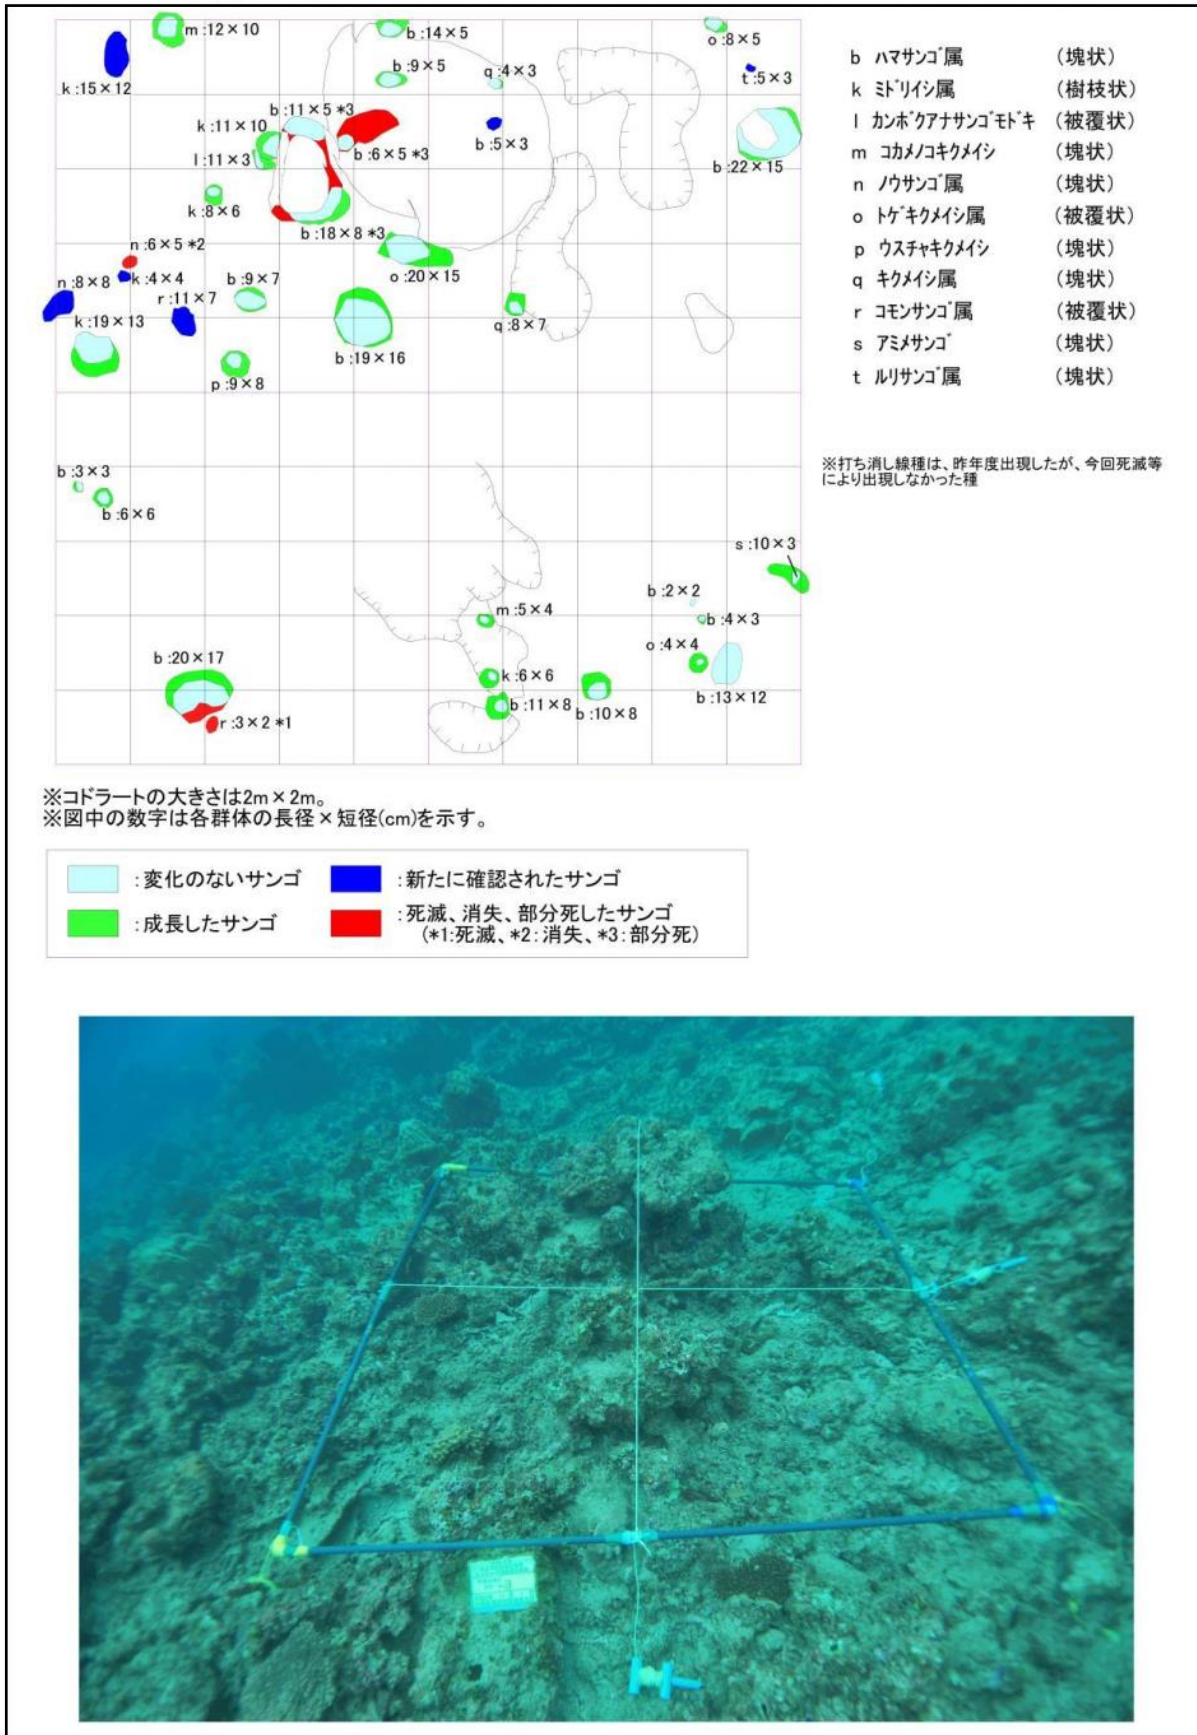 m :12×10
b :14×5
o :8×5
k :15×12
b :9×5
q :4×3
t :5×3
b :11×5 *3
k :11×10
l :11×3
b :6×5 *3
b :5×3
b :22×15
k :8×6
b :18×8 *3
n :6×5 *2
n :8×8
k :4×4
b :9×7
o :20×15
r :11×7
k :19×13
q :8×7
b :19×16
p :9×8
b :3×3
b :6×6
s :10×3
b :2×2
m :5×4
b :4×3
o :4×4
b :20×17
k :6×6
b :13×12
b :11×8
b :10×8
r :3×2 *1
b ハマサンゴ属 (塊状)
k ミドリイシ属 (樹枝状)
l カンボクアナサンゴモドキ (被覆状)
m コカメノコキクメイシ (塊状)
n ノウサンゴ属 (塊状)
o トゲキクメイシ属 (被覆状)
p ウスチャキクメイシ (塊状)
q キクメイシ属 (塊状)
r コモンサンゴ属 (被覆状)
s アミメサンゴ (塊状)
t ルリサンゴ属 (塊状)
※打ち消し線種は、昨年度出現したが、今回死滅等
により出現しなかった種
※コドラートの大きさは2m×2m。
※図中の数字は各群体の長径×短径(cm)を示す。
:変化のないサンゴ
:新たに確認されたサンゴ
:成長したサンゴ
:死滅、消失、部分死したサンゴ
(*1:死滅、*2:消失、*3:部分死)